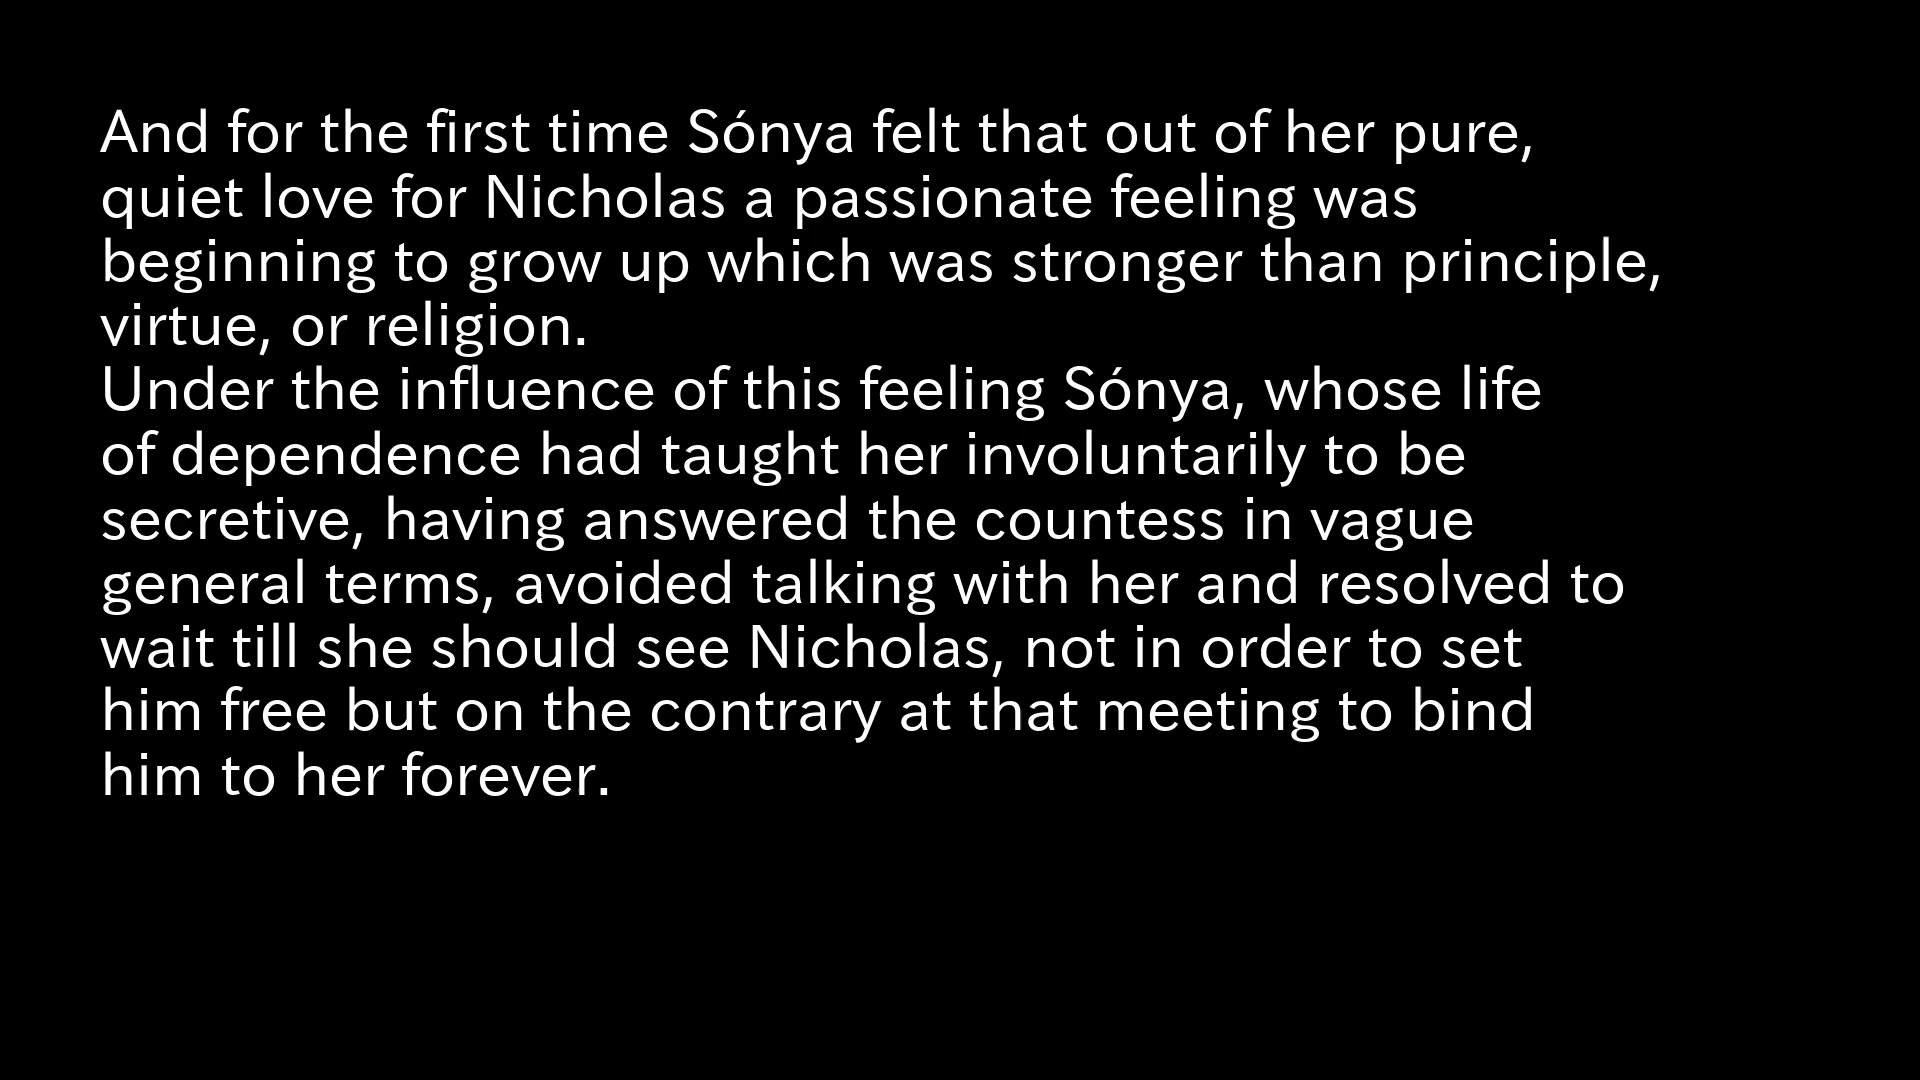 And for the first time Sónya felt that out of her pure,
quiet love for Nicholas a passionate feeling was
beginning to grow up which was stronger than principle,
virtue, or religion.
Under the influence of this feeling Sónya, whose life
of dependence had taught her involuntarily to be
secretive, having answered the countess in vague
general terms, avoided talking with her and resolved to
wait till she should see Nicholas, not in order to set
him free but on the contrary at that meeting to bind
him to her forever.